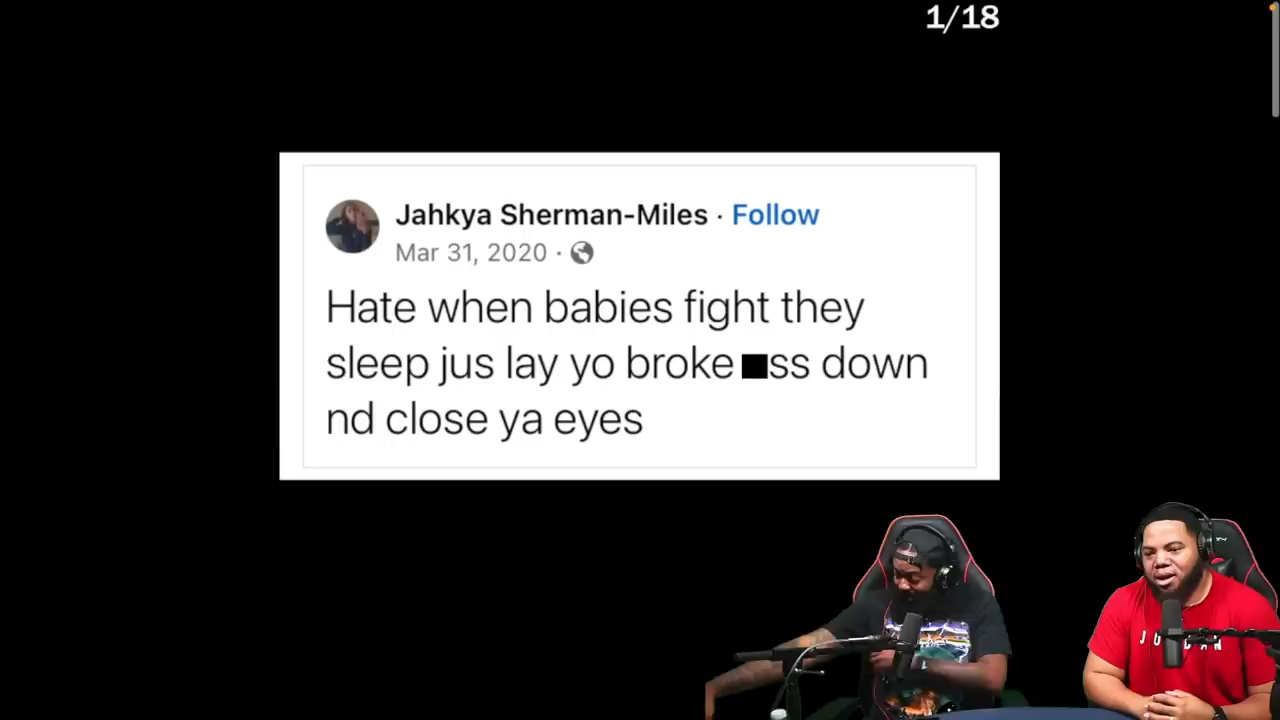 1/18
Jahkya Sherman-Miles · Follow
Mar 31, 2020 ·
Hate when babies fight they
sleep jus lay yo broke ■ss down
nd close ya eyes